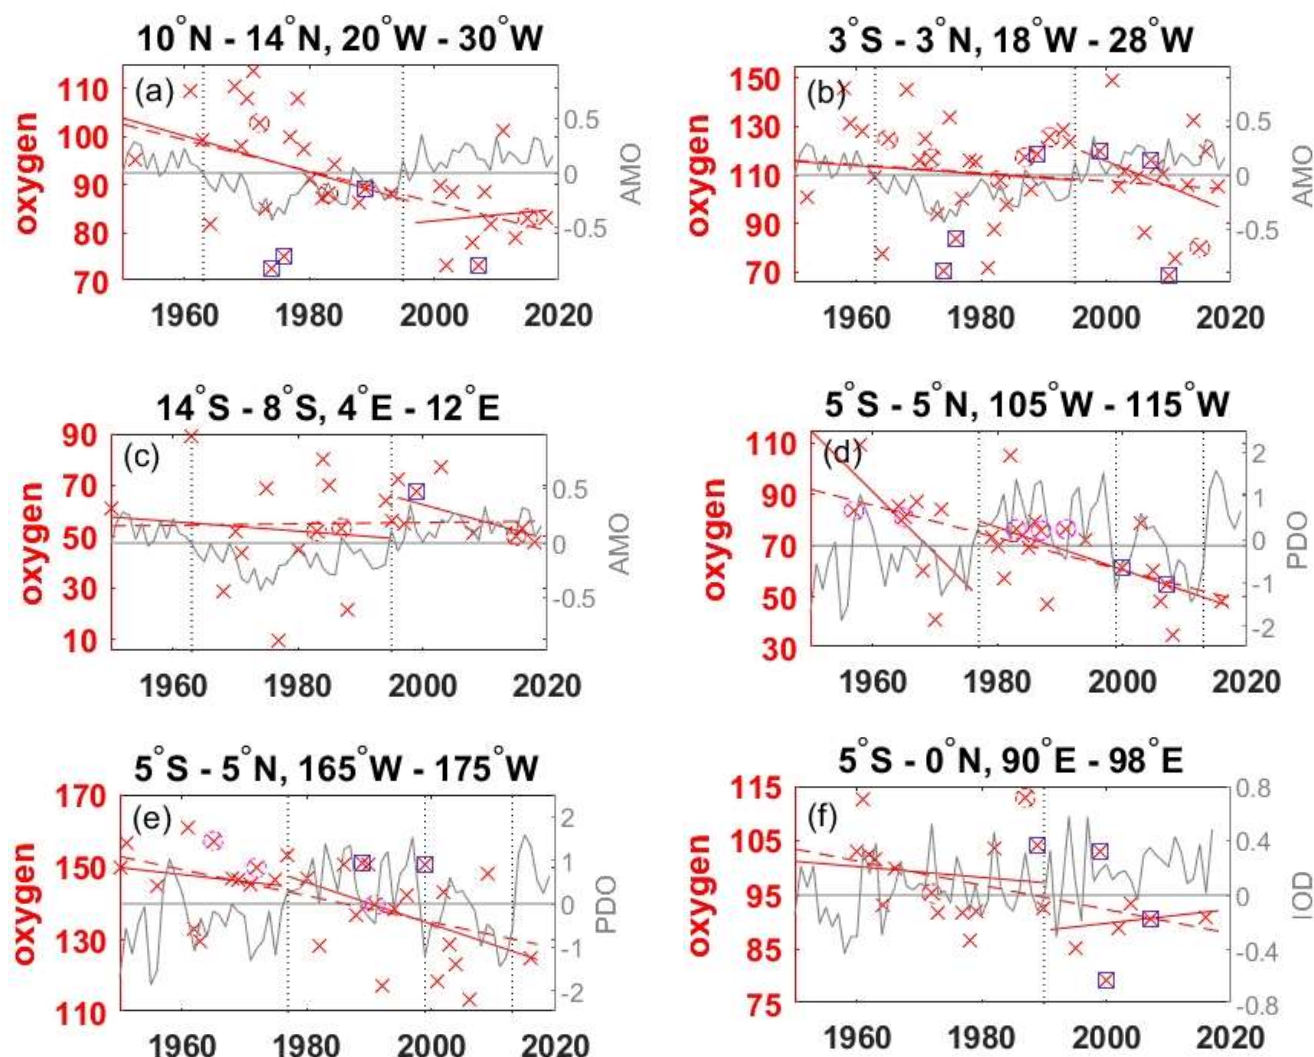 10°N - 14°N, 20°W - 30°W
(a)
oxygen
110
100
90
80
70
0.5
0
-0.5
AMO
1960 1980 2000 2020
3°S - 3°N, 18°W - 28°W
(b)
oxygen
150
130
110
90
70
0.5
0
-0.5
AMO
1960 1980 2000 2020
14°S - 8°S, 4°E - 12°E
(c)
oxygen
90
70
50
30
10
0.5
0
-0.5
AMO
1960 1980 2000 2020
5°S - 5°N, 105°W - 115°W
(d)
oxygen
110
90
70
50
30
2
1
0
-1
-2
PDO
1960 1980 2000 2020
5°S - 5°N, 165°W - 175°W
(e)
oxygen
170
150
130
110
2
1
0
-1
-2
PDO
1960 1980 2000 2020
5°S - 0°N, 90°E - 98°E
(f)
oxygen
115
105
95
85
75
0.8
0.4
0
-0.4
-0.8
IOD
1960 1980 2000 2020